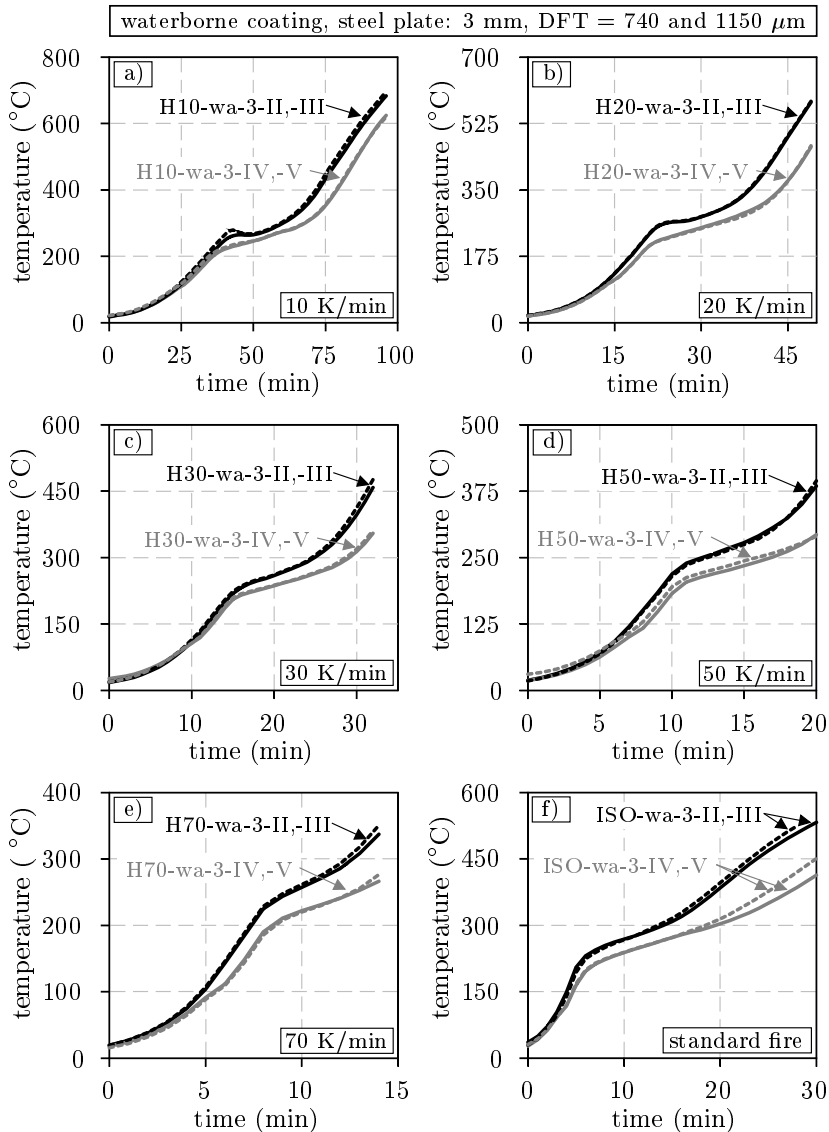 waterborne coating, steel plate: 3 mm, DFT = 740 and 1150 μm
a)
temperature (°C)
800
600
400
200
0
H10-wa-3-II,-III
H10-wa-3-IV,-V
10 K/min
0 25 50 75 100
time (min)
b)
temperature (°C)
700
525
350
175
0
H20-wa-3-II,-III
H20-wa-3-IV,-V
20 K/min
0 15 30 45
time (min)
c)
temperature (°C)
600
450
300
150
0
H30-wa-3-II,-III
H30-wa-3-IV,-V
30 K/min
0 10 20 30
time (min)
d)
temperature (°C)
500
375
250
125
0
H50-wa-3-II,-III
H50-wa-3-IV,-V
50 K/min
0 5 10 15 20
time (min)
e)
temperature ( °C)
400
300
200
100
0
H70-wa-3-II,-III
H70-wa-3-IV,-V
70 K/min
0 5 10 15
time (min)
f)
temperature (°C)
600
450
300
150
0
ISO-wa-3-II,-III
ISO-wa-3-IV,-V
standard fire
0 10 20 30
time (min)